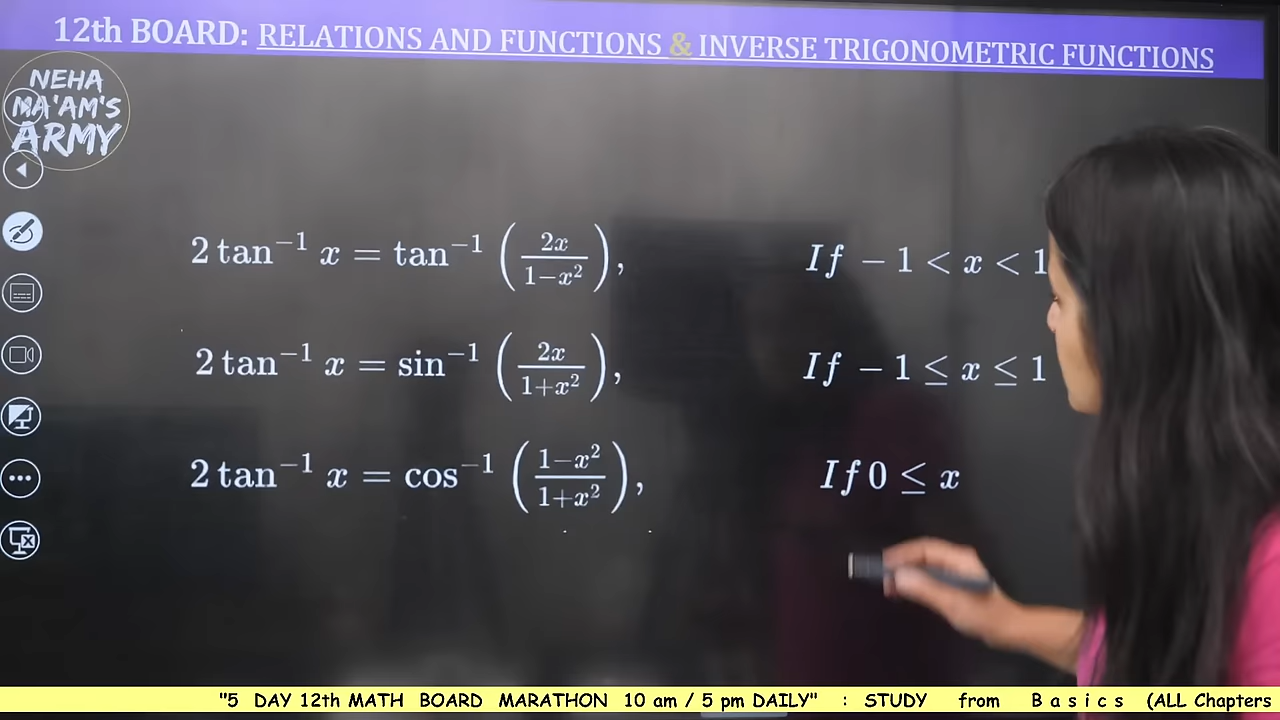 12th BOARD: RELATIONS AND FUNCTIONS & INVERSE TRIGONOMETRIC FUNCTIONS
NEHA
MA'AM'S
ARMY
2 tan⁻¹ x = tan⁻¹ (2x/1−x²), If − 1 < x < 1
2 tan⁻¹ x = sin⁻¹ (2x/1+x²), If − 1 ≤ x ≤ 1
2 tan⁻¹ x = cos⁻¹ (1−x²/1+x²), If 0 ≤ x
"5 DAY 12th MATH BOARD MARATHON 10 am / 5 pm DAILY" : STUDY from Basics (ALL Chapters